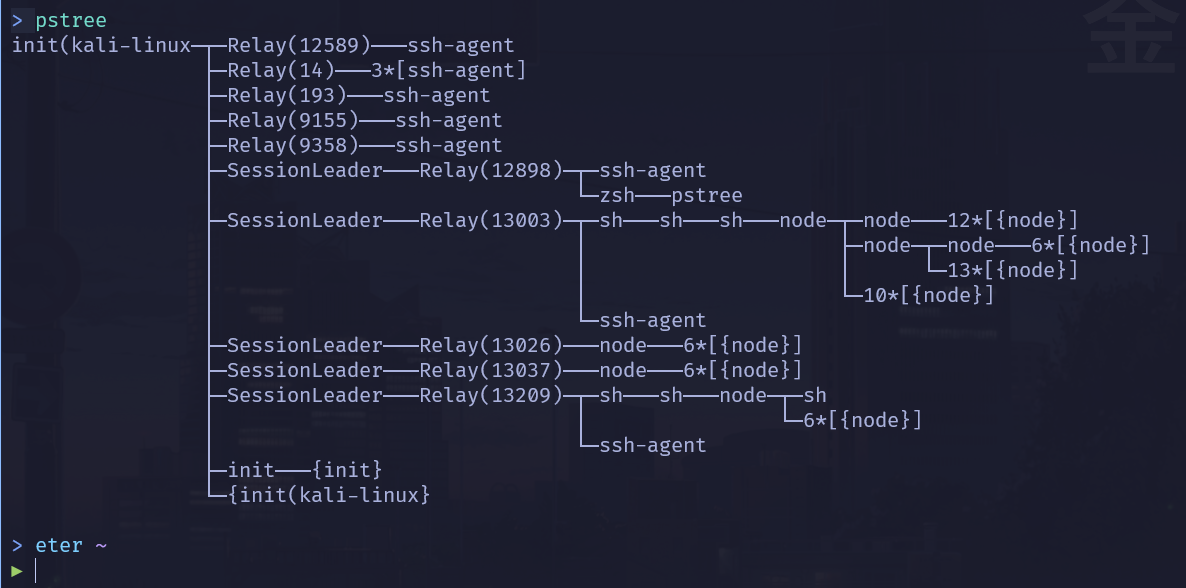 > pstree
init(kali-linux─┬─Relay(12589)───ssh-agent
                ├─Relay(14)───3*[ssh-agent]
                ├─Relay(193)───ssh-agent
                ├─Relay(9155)───ssh-agent
                ├─Relay(9358)───ssh-agent
                ├─SessionLeader───Relay(12898)─┬─ssh-agent
                │                              └─zsh───pstree
                ├─SessionLeader───Relay(13003)─┬─sh───sh───sh───node─┬─node───12*[{node}]
                │                              │                     ├─node─┬─node───6*[{node}]
                │                              │                     │      └─13*[{node}]
                │                              │                     └─10*[{node}]
                │                              └─ssh-agent
                ├─SessionLeader───Relay(13026)───node───6*[{node}]
                ├─SessionLeader───Relay(13037)───node───6*[{node}]
                ├─SessionLeader───Relay(13209)─┬─sh───sh───node─┬─sh
                │                              │                └─6*[{node}]
                │                              └─ssh-agent
                ├─init───{init}
                └─{init(kali-linux}
> eter ~
金